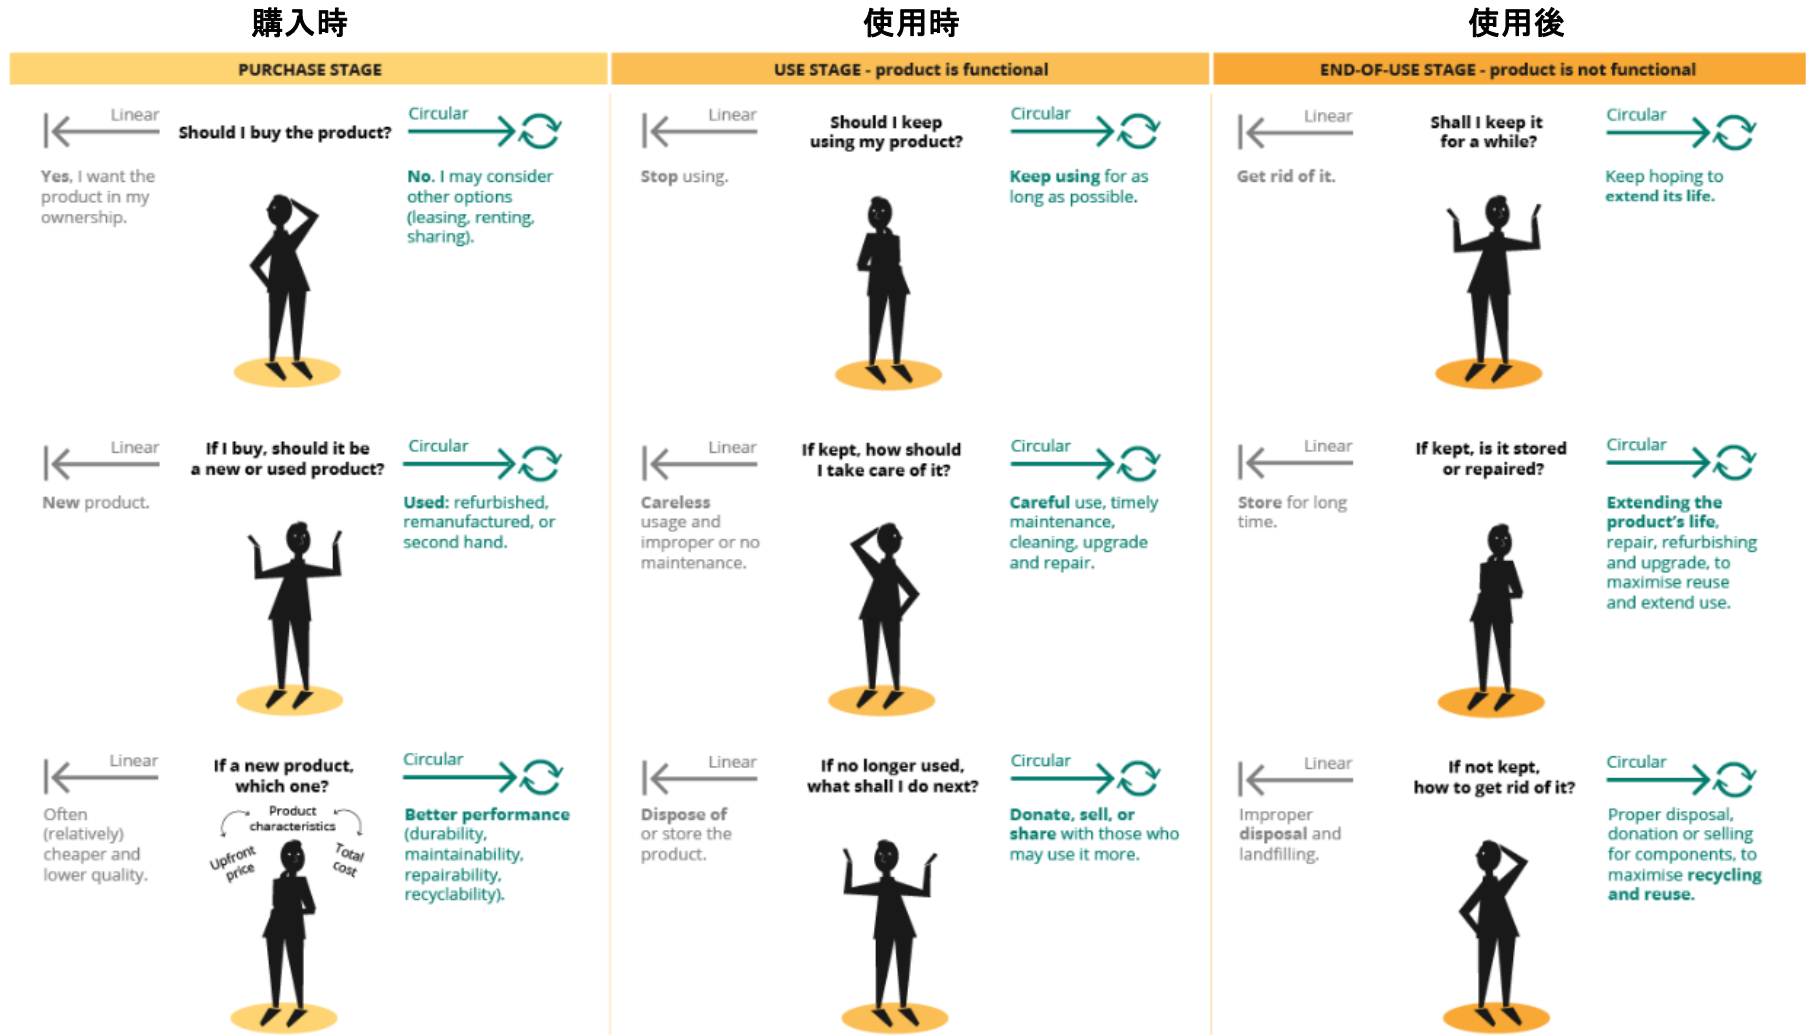 購入時
使用時
使用後
PURCHASE STAGE
USE STAGE - product is functional
END-OF-USE STAGE - product is not functional
Linear
Should I buy the product?
Circular
Yes, I want the
product in my
ownership.
No. I may consider
other options
(leasing, renting,
sharing).
Linear
If I buy, should it be
a new or used product?
Circular
New product.
Used: refurbished,
remanufactured, or
second hand.
Linear
If a new product,
which one?
Circular
Often
(relatively)
cheaper and
lower quality.
Product
characteristics
Upfront
price
Total
cost
Better performance
(durability,
maintainability,
repairability,
recyclability).
Linear
Should I keep
using my product?
Circular
Stop using.
Keep using for as
long as possible.
Linear
If kept, how should
I take care of it?
Circular
Careless
usage and
improper or no
maintenance.
Careful use, timely
maintenance,
cleaning, upgrade
and repair.
Linear
If no longer used,
what shall I do next?
Circular
Dispose of
or store the
product.
Donate, sell, or
share with those who
may use it more.
Linear
Shall I keep it
for a while?
Circular
Get rid of it.
Keep hoping to
extend its life.
Linear
If kept, is it stored
or repaired?
Circular
Store for long
time.
Extending the
product's life,
repair, refurbishing
and upgrade, to
maximise reuse
and extend use.
Linear
If not kept,
how to get rid of it?
Circular
Improper
disposal and
landfilling.
Proper disposal,
donation or selling
for components, to
maximise recycling
and reuse.